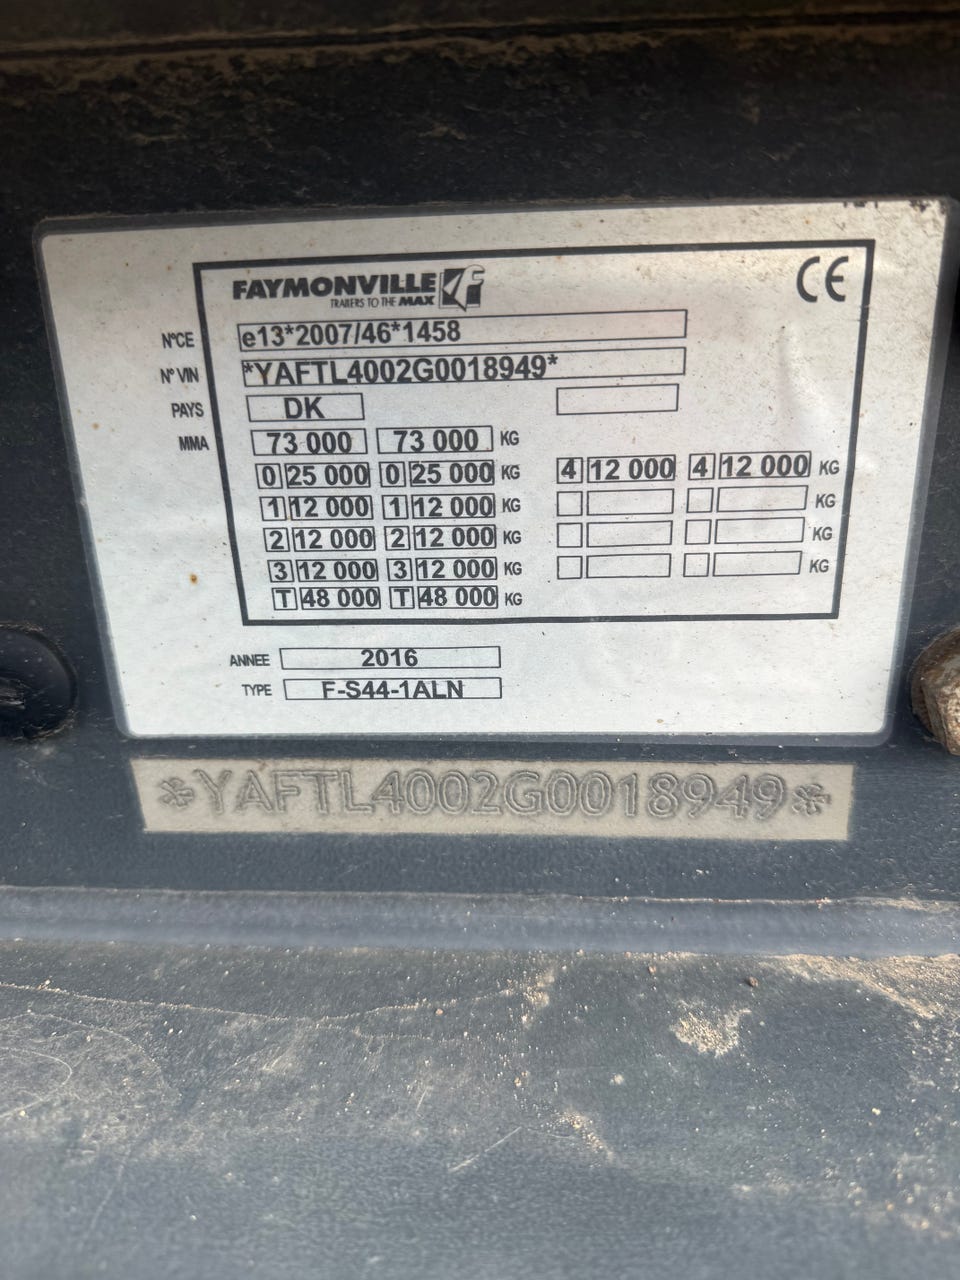 CE
FAYMONVILLE
TRAILERS TO THE MAX
N°CE e13*2007/46*1458
N° VIN *YAFTL4002G0018949*
PAYS DK
MMA 73 000 73 000 KG
0 25 000 0 25 000 KG 4 12 000 4 12 000 KG
1 12 000 1 12 000 KG KG
2 12 000 2 12 000 KG KG
3 12 000 3 12 000 KG KG
T 48 000 T 48 000 KG
ANNEE 2016
TYPE F-S44-1ALN
*YAFTL4002G0018949*